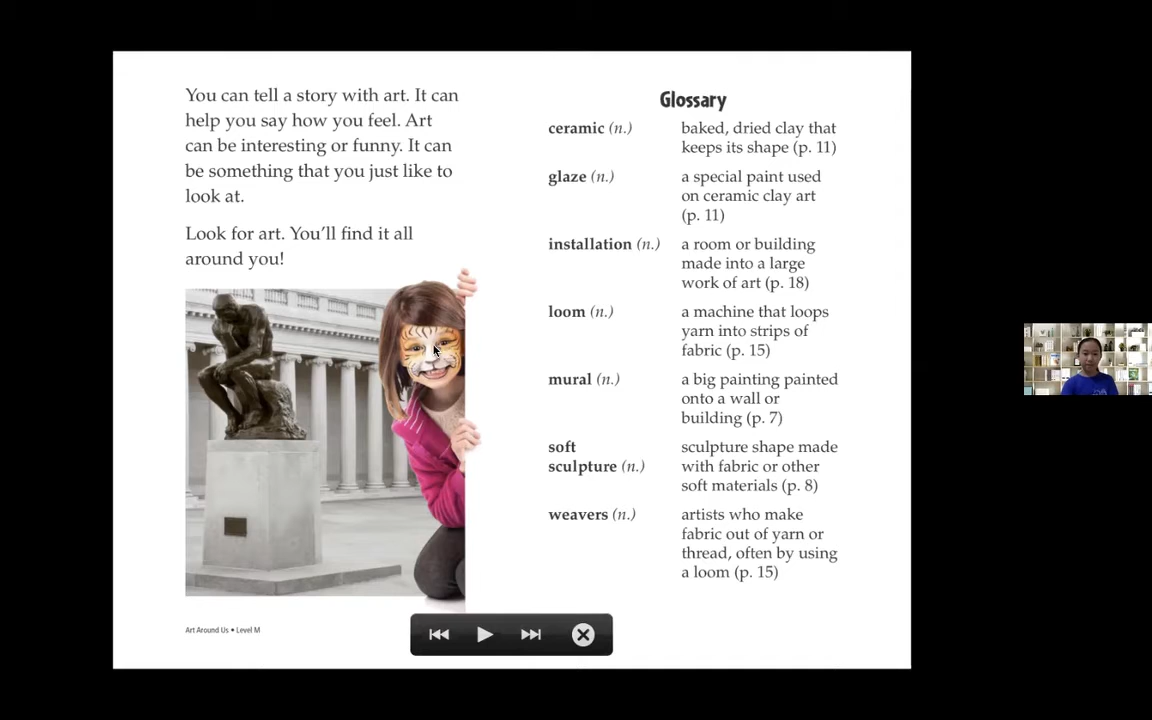 You can tell a story with art. It can
help you say how you feel. Art
can be interesting or funny. It can
be something that you just like to
look at.
Look for art. You'll find it all
around you!
Art Around Us • Level M
Glossary
ceramic (n.) baked, dried clay that
keeps its shape (p. 11)
glaze (n.) a special paint used
on ceramic clay art
(p. 11)
installation (n.) a room or building
made into a large
work of art (p. 18)
loom (n.) a machine that loops
yarn into strips of
fabric (p. 15)
mural (n.) a big painting painted
onto a wall or
building (p. 7)
soft sculpture shape made
sculpture (n.) with fabric or other
soft materials (p. 8)
weavers (n.) artists who make
fabric out of yarn or
thread, often by using
a loom (p. 15)